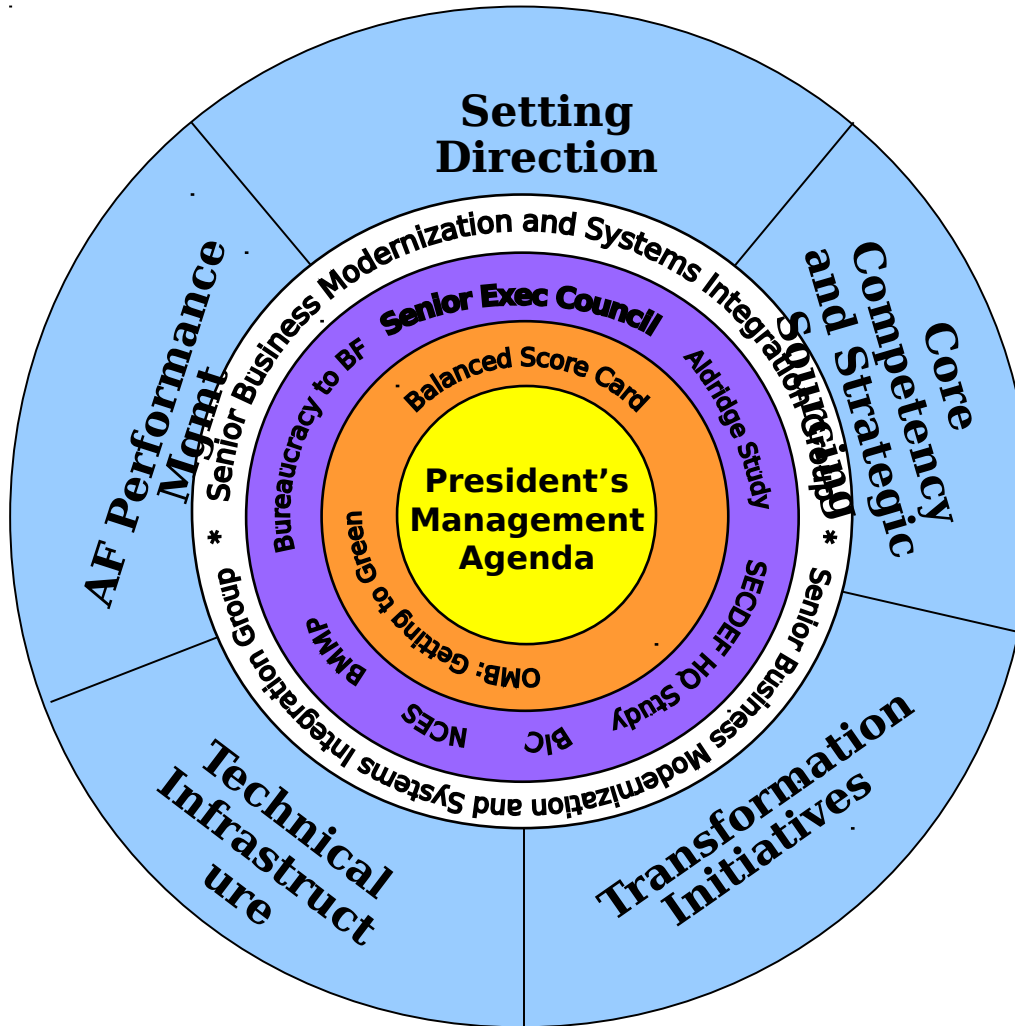 Setting
Direction
Core
Competency
and Strategic
Sourcing
Transformation
Initiatives
Technical
Infrastruct
ure
AF Performance
Mgmt
* Senior Business Modernization and Systems Integration Group
* Senior Business Modernization and Systems Integration Group
Senior Exec Council
Aldridge Study
SECDEF HQ Study
BIC
NCES
BMMP
Bureaucracy to BF
Balanced Score Card
OMB: Getting to Green
President’s
Management
Agenda